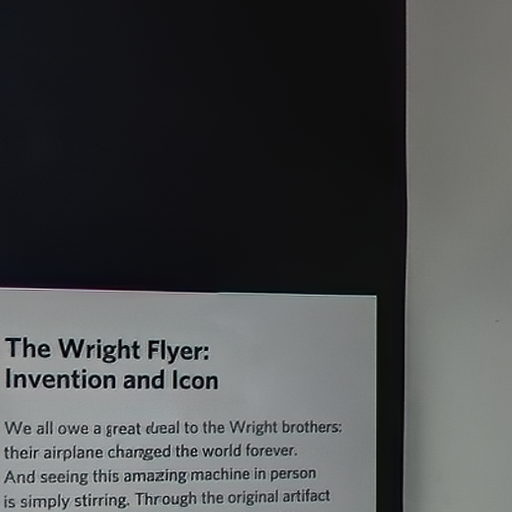 The Wright Flyer:
Invention and Icon
We all owe a great deal to the Wright brothers:
their airplane changed the world forever.
And seeing this amazing machine in person
is simply stirring. Through the original artifact